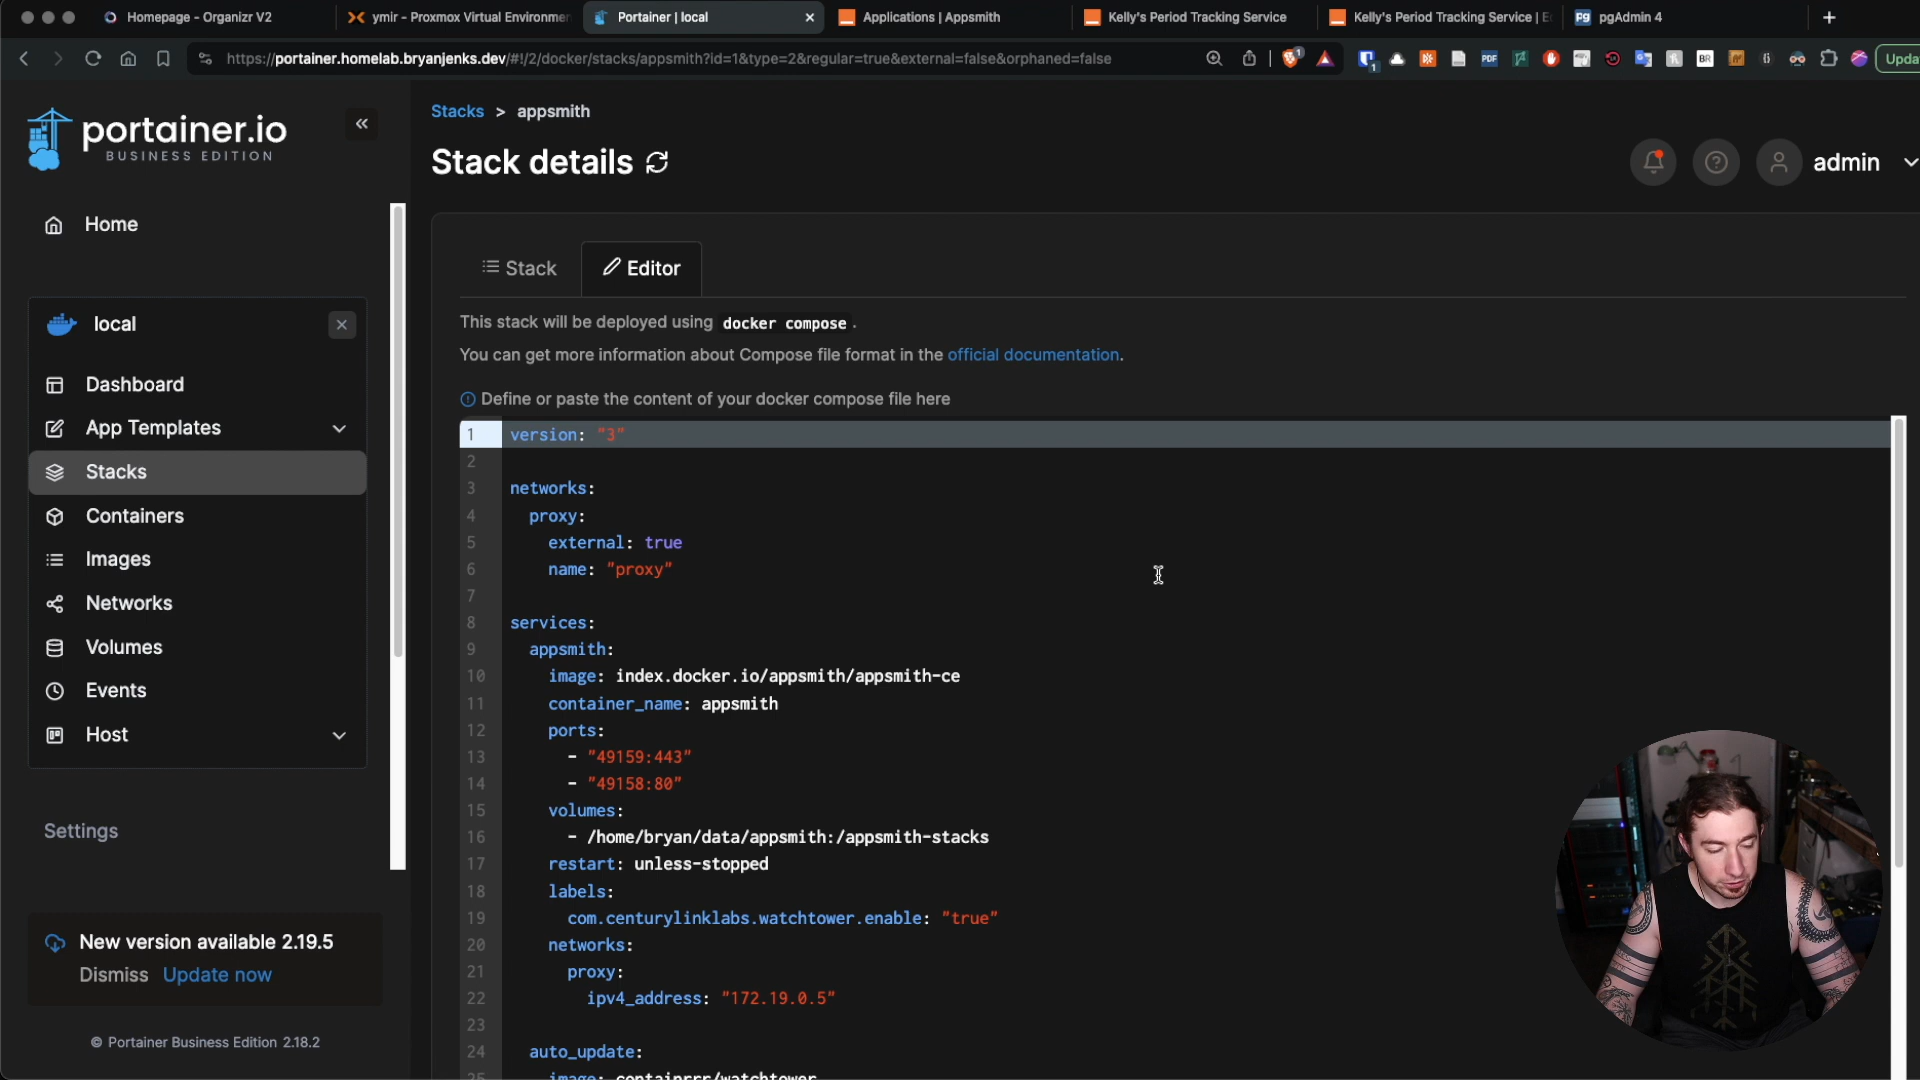 Homepage - Organizr V2
ymir - Proxmox Virtual Environmen
Portainer | local
Applications | Appsmith
Kelly's Period Tracking Service
Kelly's Period Tracking Service | E
pgAdmin 4
https://portainer.homelab.bryanjenks.dev/#!/2/docker/stacks/appsmith?id=1&type=2&regular=true&external=false&orphaned=false
Upda
portainer.io
BUSINESS EDITION
Home
local
Dashboard
App Templates
Stacks
Containers
Images
Networks
Volumes
Events
Host
Settings
New version available 2.19.5
Dismiss Update now
© Portainer Business Edition 2.18.2
Stacks > appsmith
Stack details
admin
Stack
Editor
This stack will be deployed using docker compose .
You can get more information about Compose file format in the official documentation.
Define or paste the content of your docker compose file here
1 version: "3"
2
3 networks:
4 proxy:
5 external: true
6 name: "proxy"
7
8 services:
9 appsmith:
10 image: index.docker.io/appsmith/appsmith-ce
11 container_name: appsmith
12 ports:
13 - "49159:443"
14 - "49158:80"
15 volumes:
16 - /home/bryan/data/appsmith:/appsmith-stacks
17 restart: unless-stopped
18 labels:
19 com.centurylinklabs.watchtower.enable: "true"
20 networks:
21 proxy:
22 ipv4_address: "172.19.0.5"
23
24 auto_update:
25 image: containrrr/watchtower